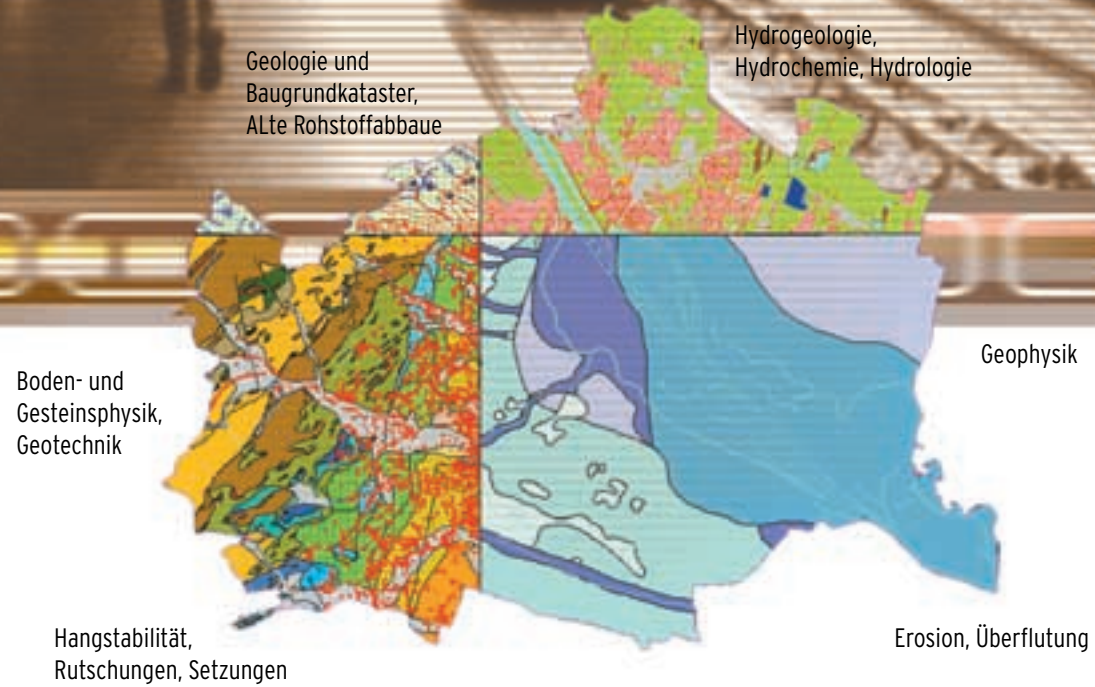 Geologie und
Baugrundkataster,
ALte Rohstoffabbaue
Hydrogeologie,
Hydrochemie, Hydrologie
Geophysik
Boden- und
Gesteinsphysik,
Geotechnik
Hangstabilität,
Rutschungen, Setzungen
Erosion, Überflutung